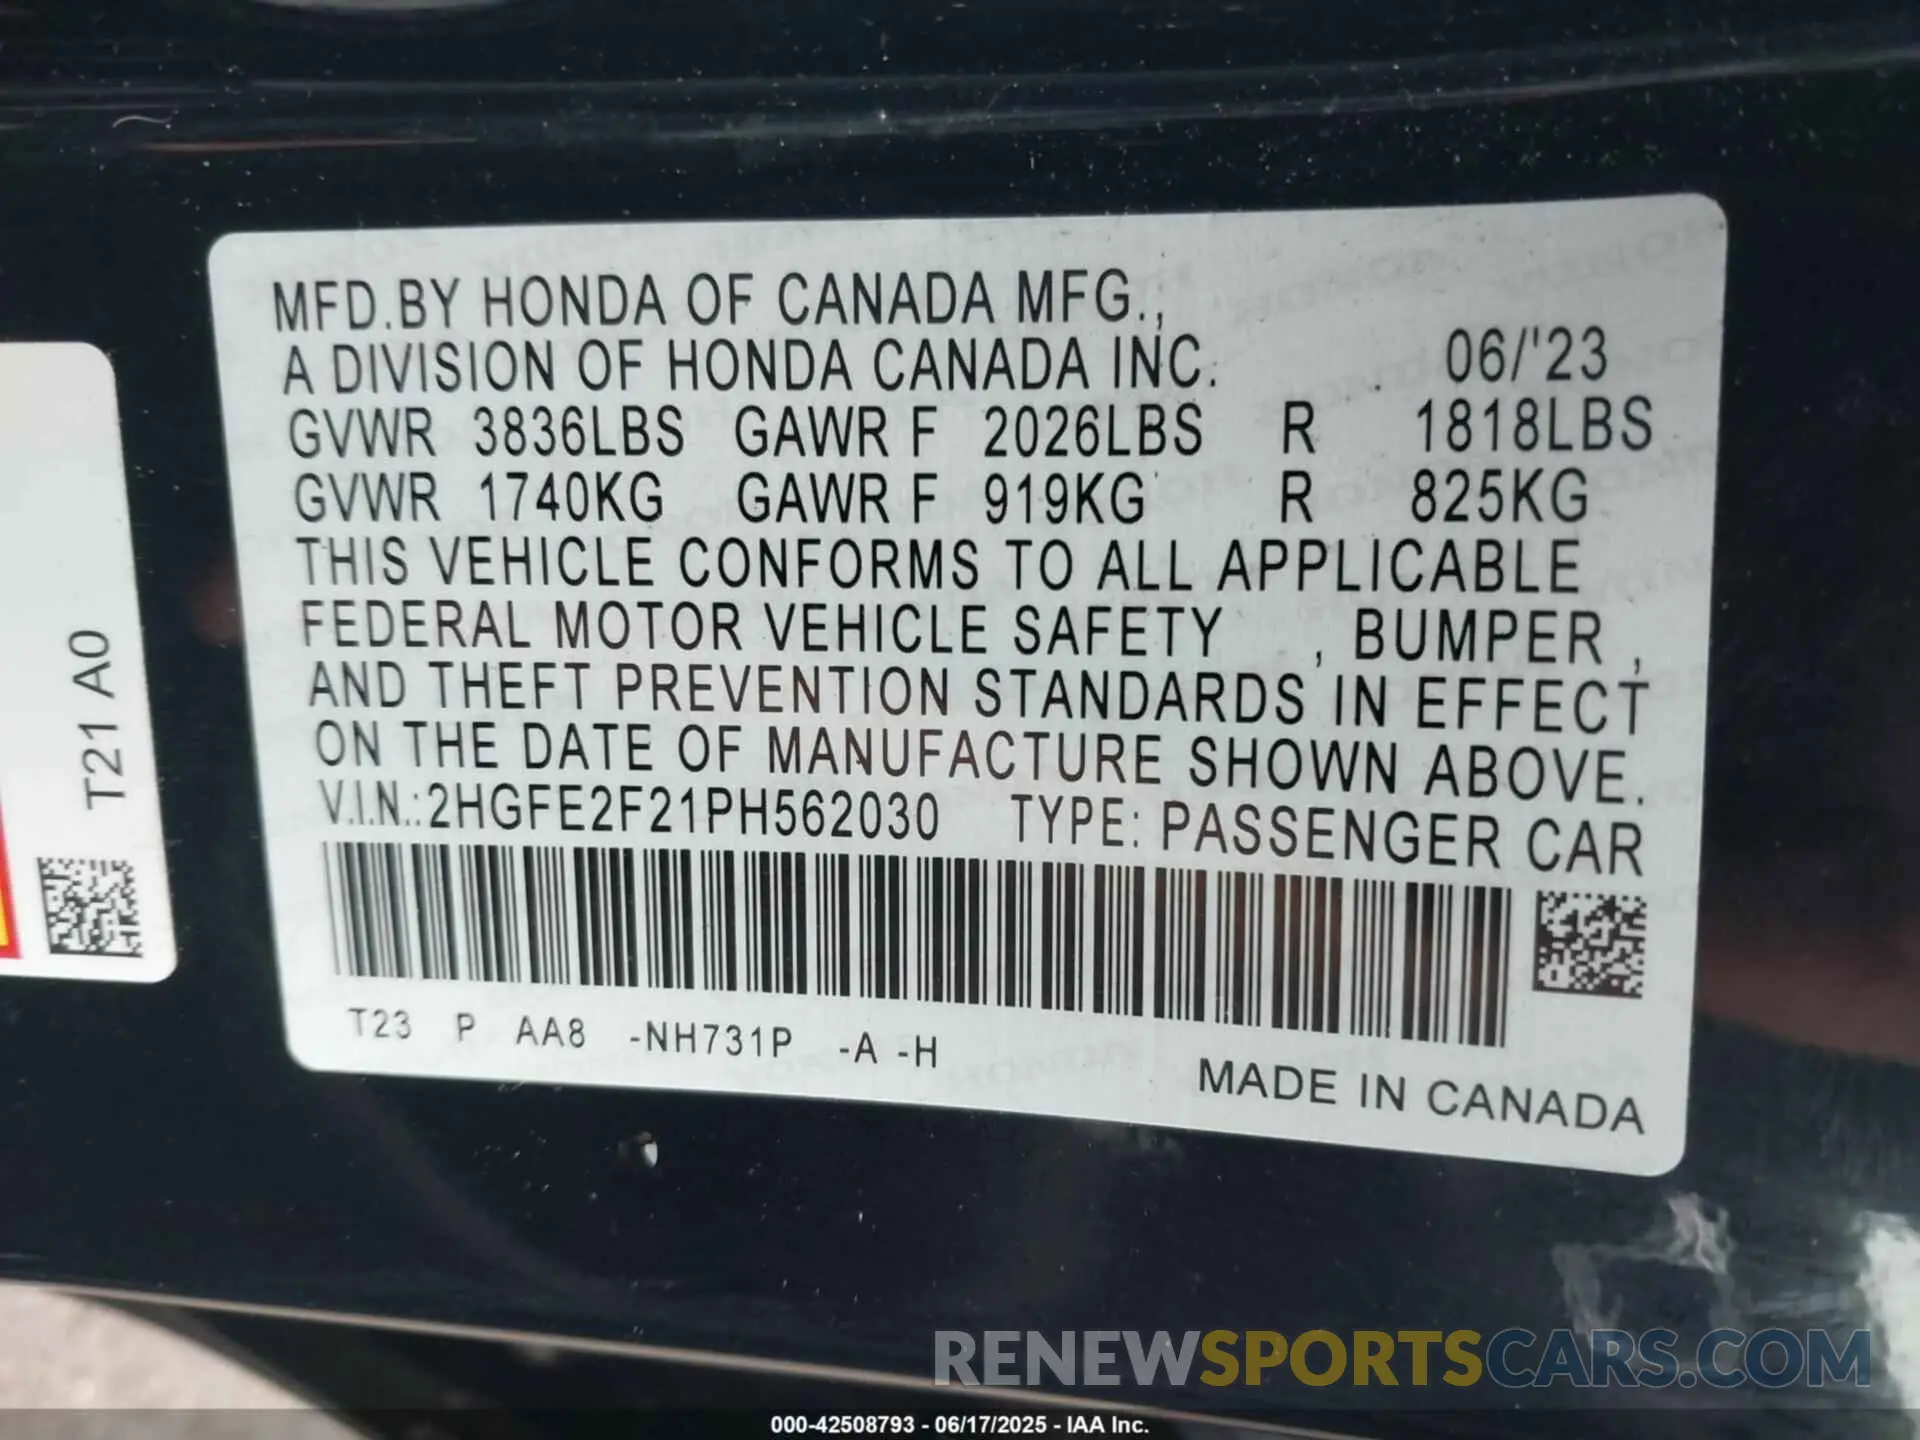 MFD.BY HONDA OF CANADA MFG.,
A DIVISION OF HONDA CANADA INC. 06/'23
GVWR 3836LBS GAWR F 2026LBS R 1818LBS
GVWR 1740KG GAWR F 919KG R 825KG
THIS VEHICLE CONFORMS TO ALL APPLICABLE
FEDERAL MOTOR VEHICLE SAFETY , BUMPER ,
AND THEFT PREVENTION STANDARDS IN EFFECT
ON THE DATE OF MANUFACTURE SHOWN ABOVE.
V.I.N.:2HGFE2F21PH562030 TYPE: PASSENGER CAR
T23 P AA8 -NH731P -A -H
MADE IN CANADA
T21 A0
RENEWSPORTSCARS.COM
000-42508793 - 06/17/2025 - IAA Inc.